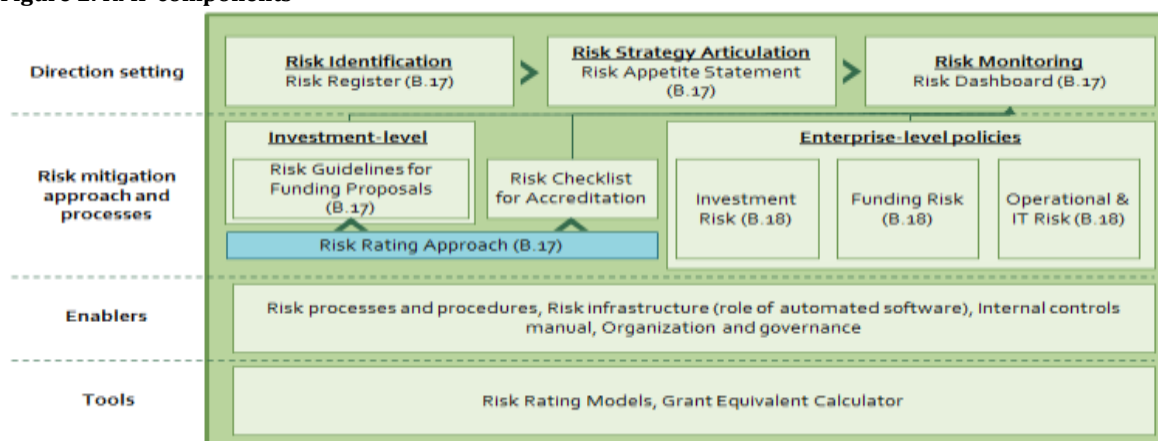 Direction setting
Risk Identification
Risk Register (B.17)
Risk Strategy Articulation
Risk Appetite Statement
(B.17)
Risk Monitoring
Risk Dashboard (B.17)
Risk mitigation
approach and
processes
Investment-level
Risk Guidelines for
Funding Proposals
(B.17)
Risk Checklist
for Accreditation
Risk Rating Approach (B.17)
Enterprise-level policies
Investment
Risk (B.18)
Funding Risk
(B.18)
Operational &
IT Risk (B.18)
Enablers
Risk processes and procedures, Risk infrastructure (role of automated software), Internal controls
manual, Organization and governance
Tools
Risk Rating Models, Grant Equivalent Calculator